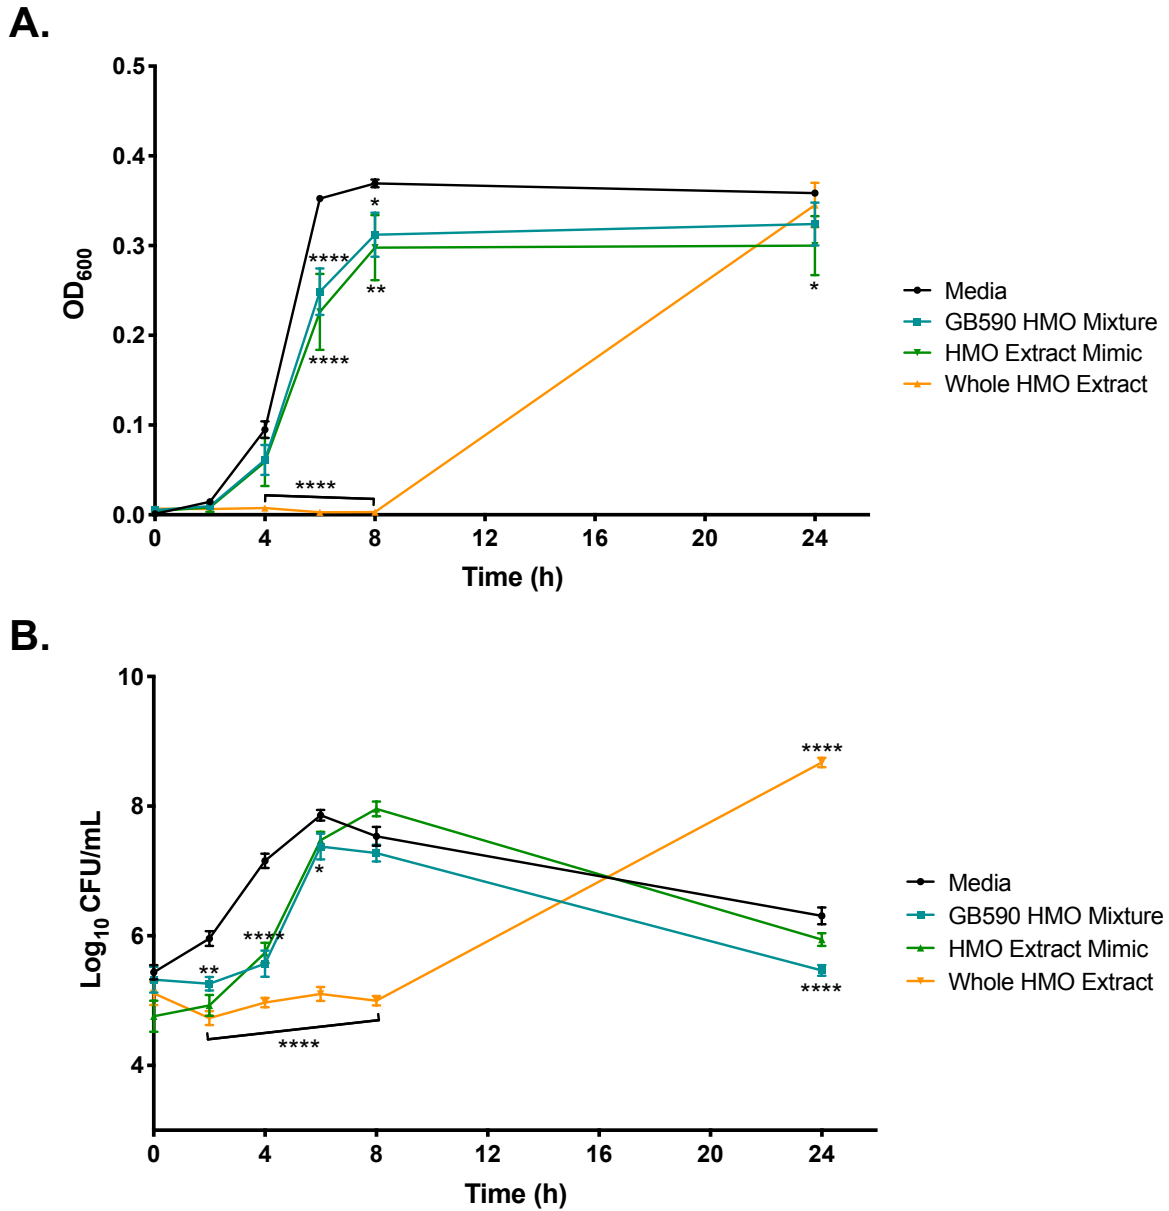 A.
0.5
0.4
0.3
0.2
0.1
0.0
OD600
*
****
**
****
*
****
0 4 8 12 16 20 24
Time (h)
Media
GB590 HMO Mixture
HMO Extract Mimic
Whole HMO Extract
B.
10
8
6
4
Log10 CFU/mL
****
*
****
**
****
****
0 4 8 12 16 20 24
Time (h)
Media
GB590 HMO Mixture
HMO Extract Mimic
Whole HMO Extract